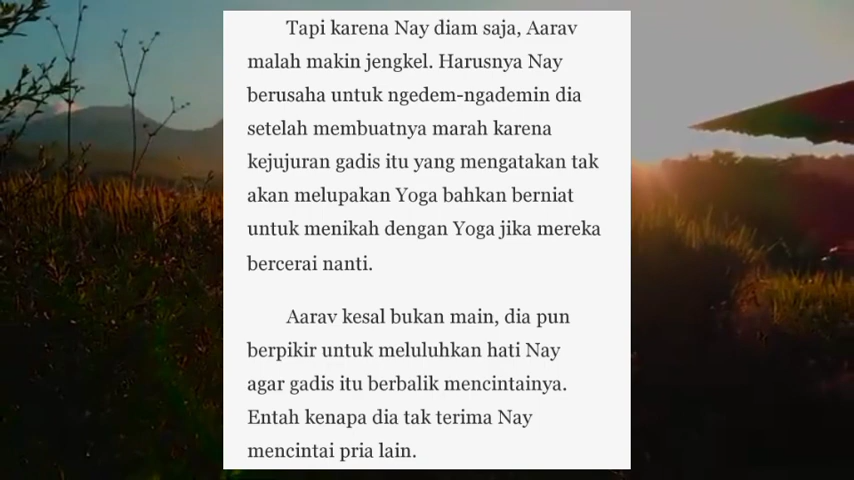 Tapi karena Nay diam saja, Aarav
malah makin jengkel. Harusnya Nay
berusaha untuk ngedem-ngademin dia
setelah membuatnya marah karena
kejujuran gadis itu yang mengatakan tak
akan melupakan Yoga bahkan berniat
untuk menikah dengan Yoga jika mereka
bercerai nanti.
Aarav kesal bukan main, dia pun
berpikir untuk meluluhkan hati Nay
agar gadis itu berbalik mencintainya.
Entah kenapa dia tak terima Nay
mencintai pria lain.